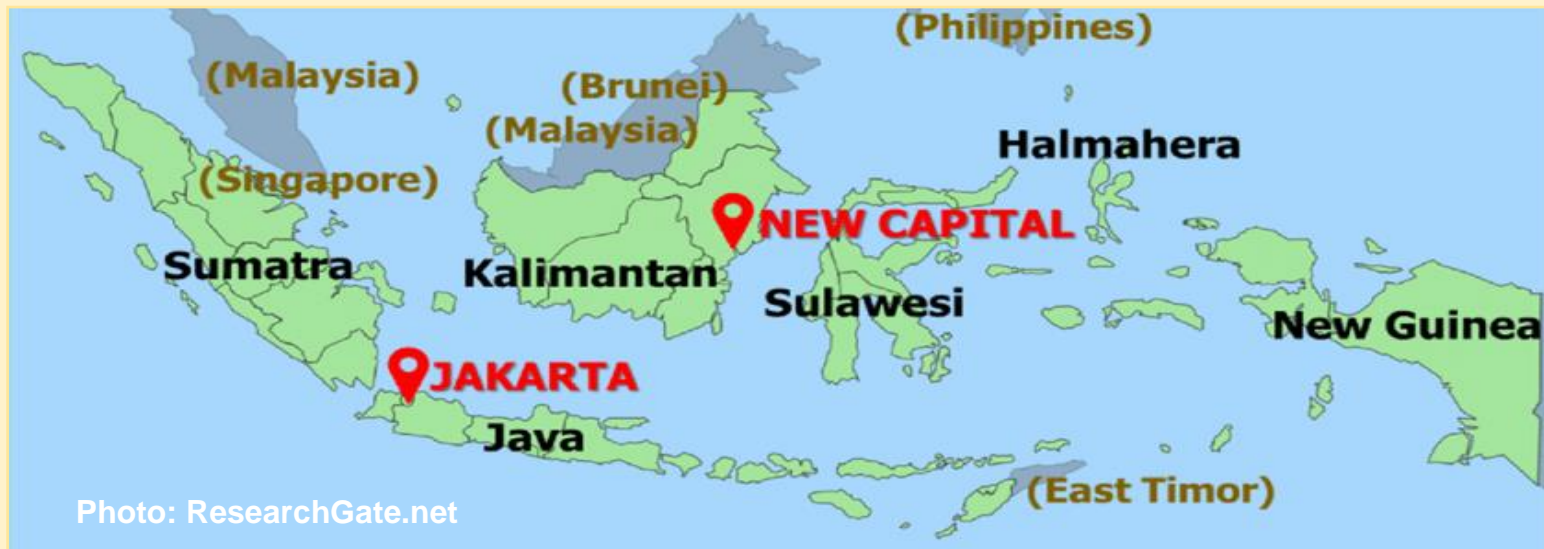 (Philippines)
(Malaysia)
(Brunei)
(Malaysia)
Halmahera
(Singapore)
NEW CAPITAL
Sumatra
Kalimantan
Sulawesi
New Guinea
JAKARTA
Java
(East Timor)
Photo: ResearchGate.net